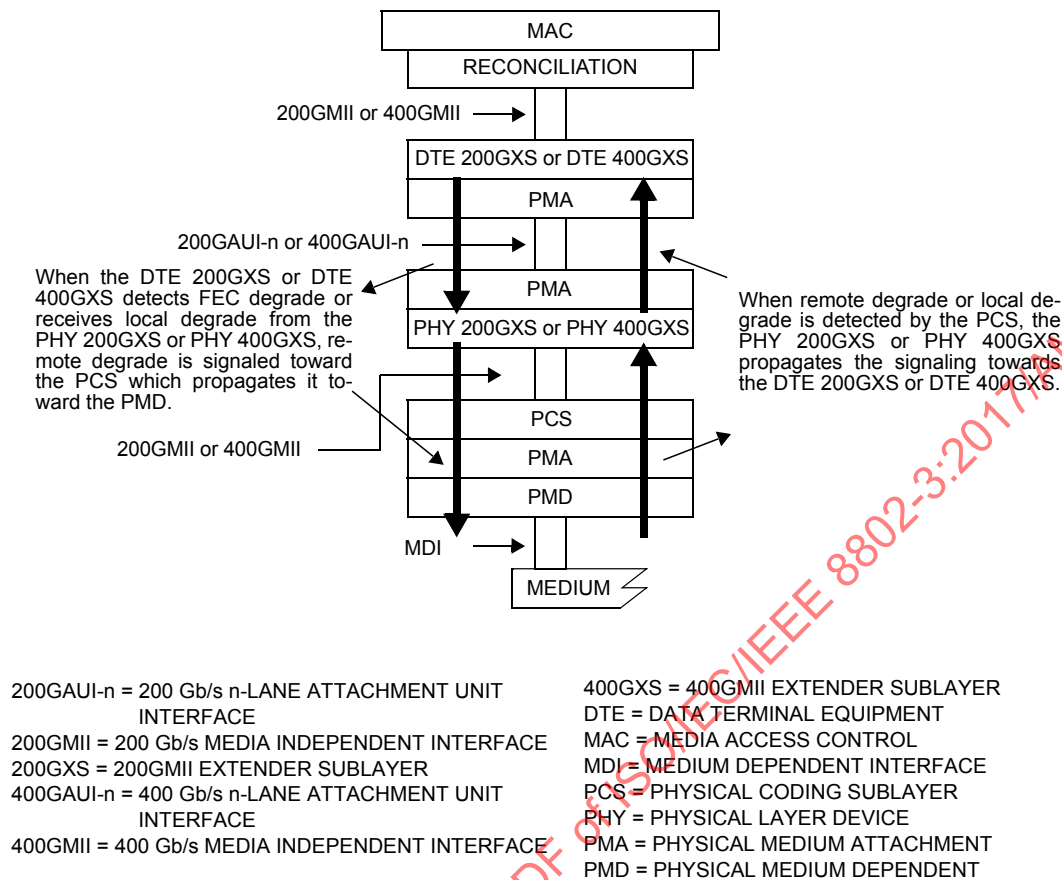 MAC
RECONCILIATION
200GMII or 400GMII
DTE 200GXS or DTE 400GXS
PMA
200GAUI-n or 400GAUI-n
PMA
PHY 200GXS or PHY 400GXS
When the DTE 200GXS or DTE
400GXS detects FEC degrade or
receives local degrade from the
PHY 200GXS or PHY 400GXS, re-
mote degrade is signaled toward
the PCS which propagates it to-
ward the PMD.
When remote degrade or local de-
grade is detected by the PCS, the
PHY 200GXS or PHY 400GXS
propagates the signaling towards
the DTE 200GXS or DTE 400GXS.
200GMII or 400GMII
PCS
PMA
PMD
MDI
MEDIUM
200GAUI-n = 200 Gb/s n-LANE ATTACHMENT UNIT
INTERFACE
200GMII = 200 Gb/s MEDIA INDEPENDENT INTERFACE
200GXS = 200GMII EXTENDER SUBLAYER
400GAUI-n = 400 Gb/s n-LANE ATTACHMENT UNIT
INTERFACE
400GMII = 400 Gb/s MEDIA INDEPENDENT INTERFACE
400GXS = 400GMII EXTENDER SUBLAYER
DTE = DATA TERMINAL EQUIPMENT
MAC = MEDIA ACCESS CONTROL
MDI = MEDIUM DEPENDENT INTERFACE
PCS = PHYSICAL CODING SUBLAYER
PHY = PHYSICAL LAYER DEVICE
PMA = PHYSICAL MEDIUM ATTACHMENT
PMD = PHYSICAL MEDIUM DEPENDENT
of ISO/IEC/IEEE 8802-3:2017/